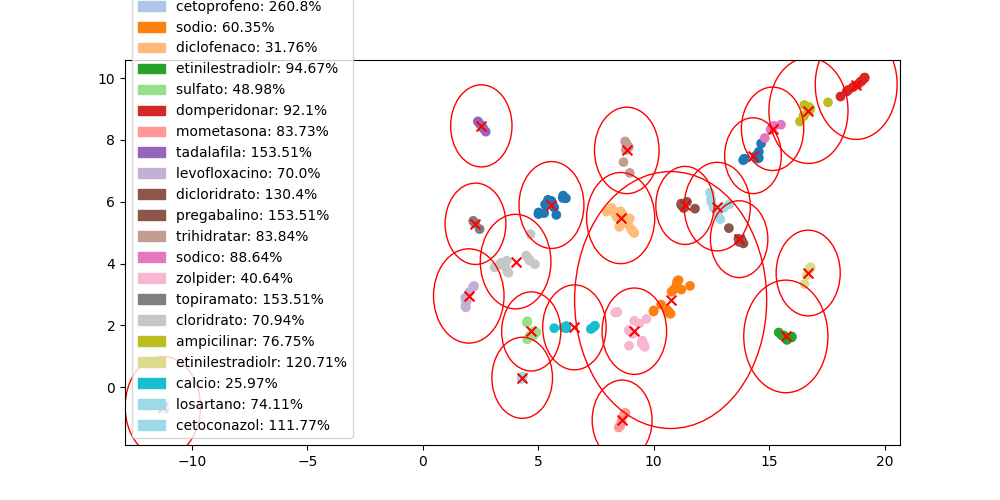 cetoprofeno: 260.8%
sodio: 60.35%
diclofenaco: 31.76%
etinilestradiolr: 94.67%
sulfato: 48.98%
domperidonar: 92.1%
mometasona: 83.73%
tadalafila: 153.51%
levofloxacino: 70.0%
dicloridrato: 130.4%
pregabalino: 153.51%
trihidratar: 83.84%
sodico: 88.64%
zolpider: 40.64%
topiramato: 153.51%
cloridrato: 70.94%
ampicilinar: 76.75%
etinilestradiolr: 120.71%
calcio: 25.97%
losartano: 74.11%
cetoconazol: 111.77%
10
8
6
4
2
0
−10 −5 0 5 10 15 20